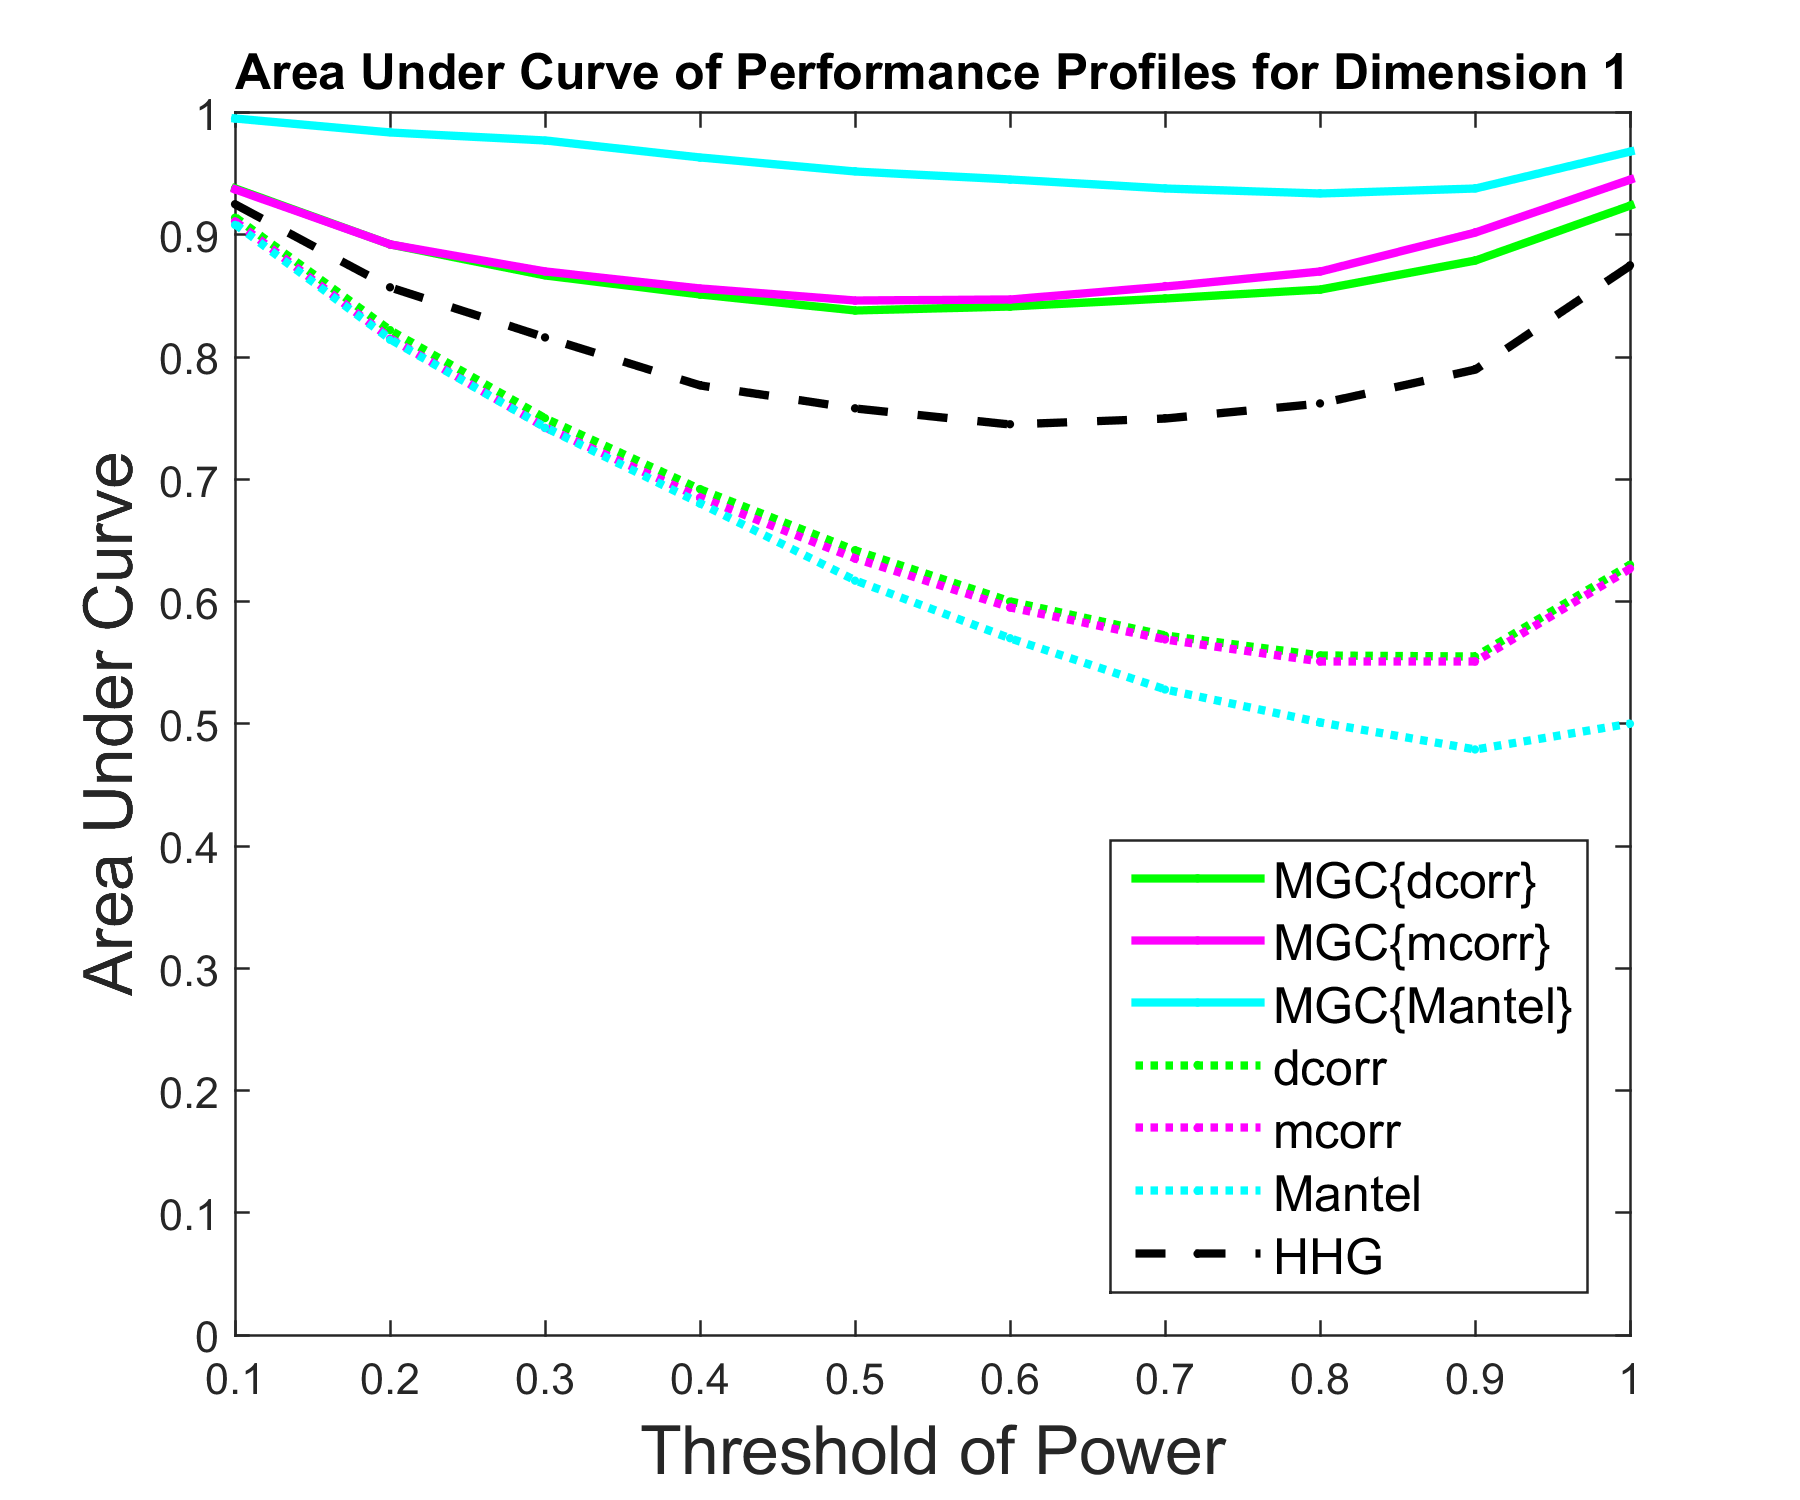 Area Under Curve of Performance Profiles for Dimension 1
Area Under Curve
1
0.9
0.8
0.7
0.6
0.5
0.4
0.3
0.2
0.1
0
MGC{dcorr}
MGC{mcorr}
MGC{Mantel}
dcorr
mcorr
Mantel
HHG
0.1 0.2 0.3 0.4 0.5 0.6 0.7 0.8 0.9 1
Threshold of Power